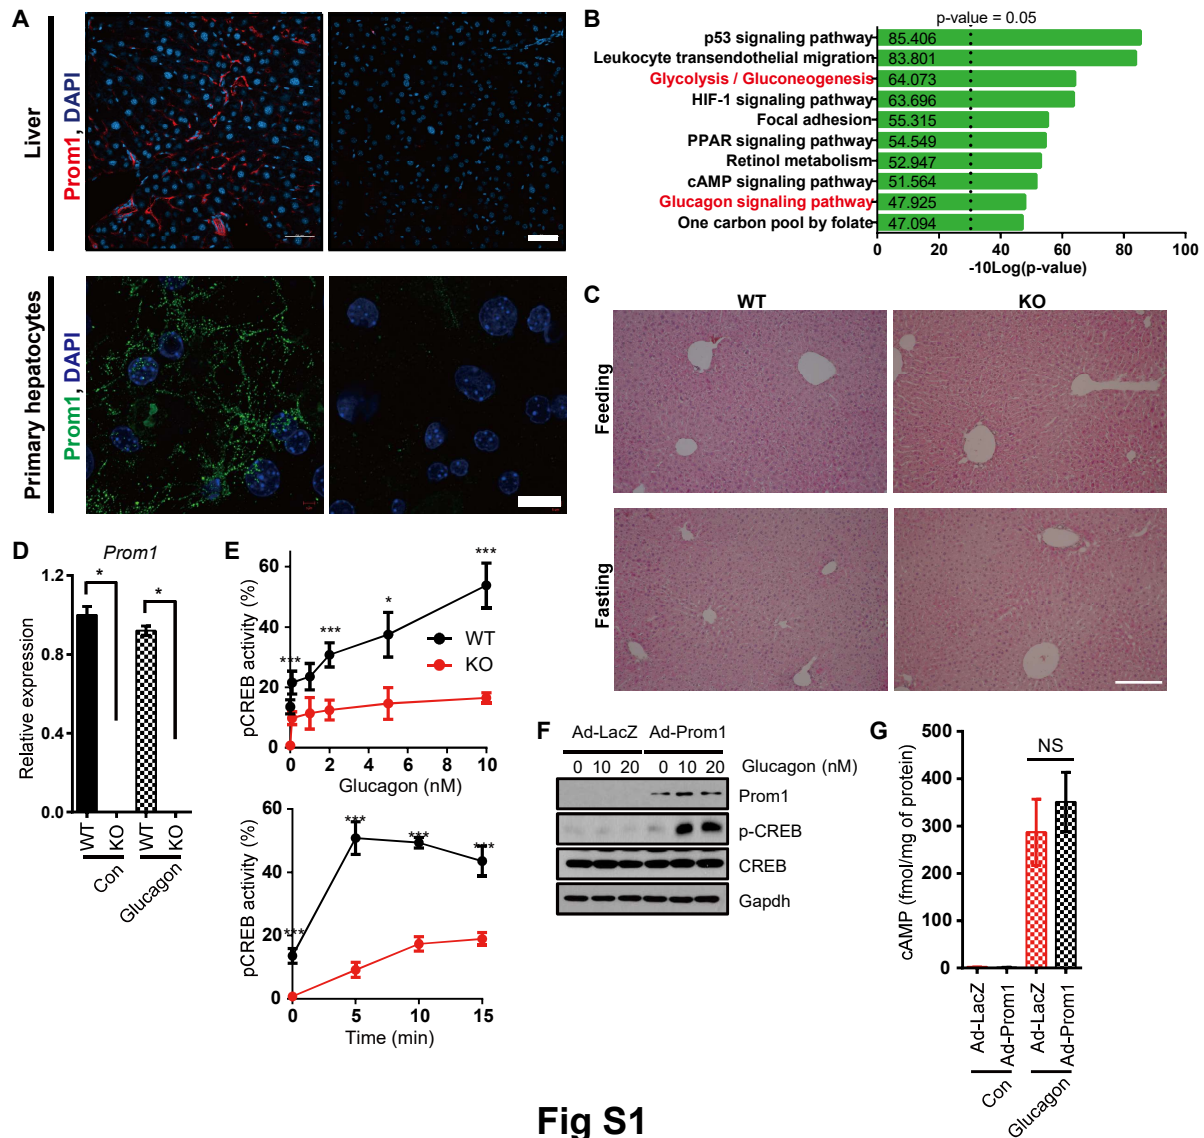 A
Liver
Prom1, DAPI
Primary hepatocytes
Prom1, DAPI
B
p-value = 0.05
p53 signaling pathway 85.406
Leukocyte transendothelial migration 83.801
Glycolysis / Gluconeogenesis 64.073
HIF-1 signaling pathway 63.696
Focal adhesion 55.315
PPAR signaling pathway 54.549
Retinol metabolism 52.947
cAMP signaling pathway 51.564
Glucagon signaling pathway 47.925
One carbon pool by folate 47.094
0 20 40 60 80 100
-10Log(p-value)
C
WT KO
Feeding
Fasting
D
Prom1
* *
Relative expression
1.2
0.8
0.4
0.0
WT KO WT KO
Con Glucagon
E
pCREB activity (%)
60
40
20
0
*** *** * ***
WT
KO
0 2 4 6 8 10
Glucagon (nM)
pCREB activity (%)
60
40
20
0
*** *** *** ***
0 5 10 15
Time (min)
F
Ad-LacZ Ad-Prom1
0 10 20 0 10 20 Glucagon (nM)
Prom1
p-CREB
CREB
Gapdh
G
NS
cAMP (fmol/mg of protein)
500
400
300
200
100
0
Ad-LacZ Ad-Prom1 Ad-LacZ Ad-Prom1
Con Glucagon
Fig S1